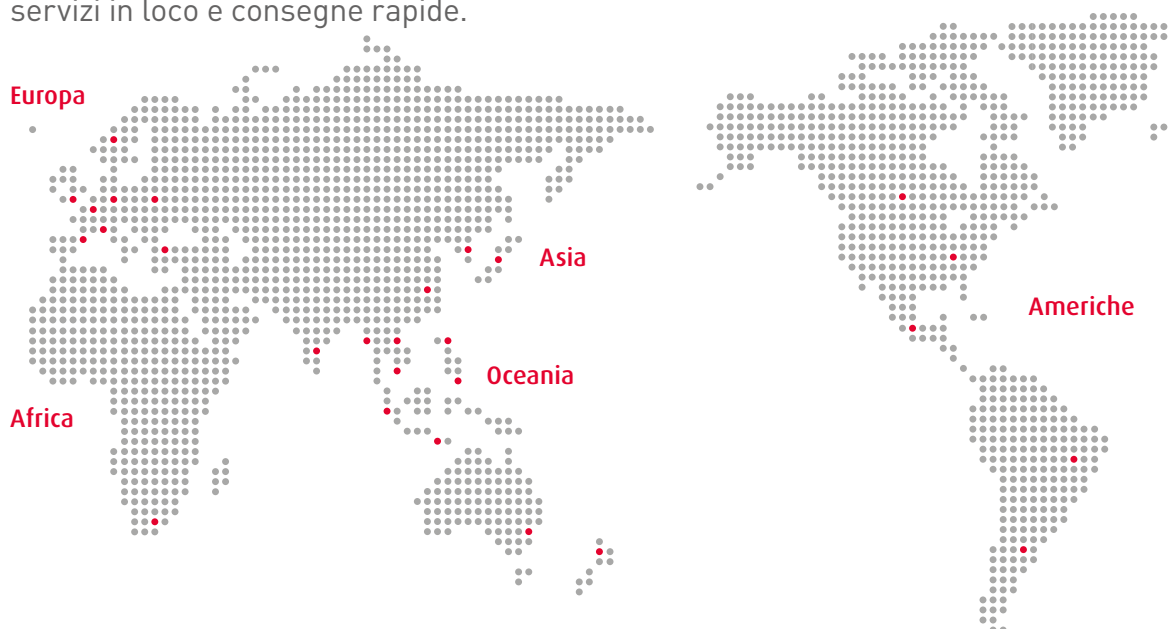 servizi in loco e consegne rapide.
Europa
Asia
Americhe
Oceania
Africa